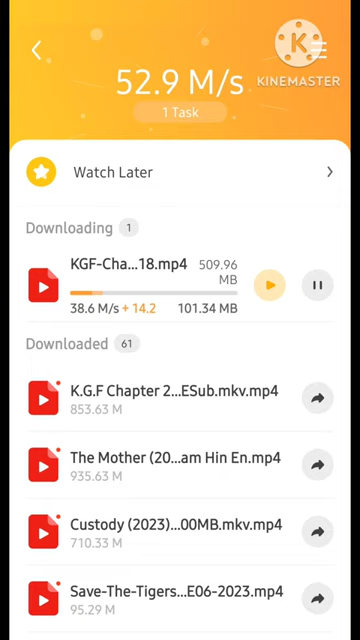 K
KINEMASTER
52.9 M/s
1 Task
Watch Later
Downloading 1
KGF-Cha...18.mp4 509.96
MB
38.6 M/s + 14.2 101.34 MB
Downloaded 61
K.G.F Chapter 2...ESub.mkv.mp4
853.63 M
The Mother (20...am Hin En.mp4
935.63 M
Custody (2023)...00MB.mkv.mp4
710.33 M
Save-The-Tigers...E06-2023.mp4
95.29 M